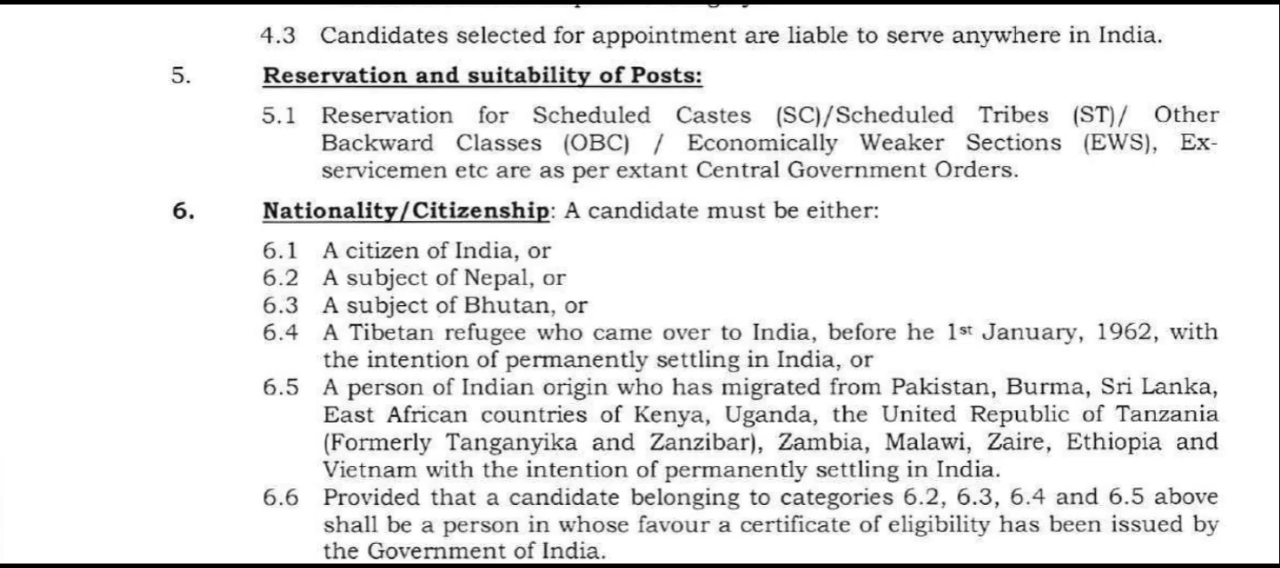 4.3 Candidates selected for appointment are liable to serve anywhere in India.
5. Reservation and suitability of Posts:
5.1 Reservation for Scheduled Castes (SC)/Scheduled Tribes (ST)/ Other
Backward Classes (OBC) / Economically Weaker Sections (EWS), Ex-
servicemen etc are as per extant Central Government Orders.
6. Nationality/Citizenship: A candidate must be either:
6.1 A citizen of India, or
6.2 A subject of Nepal, or
6.3 A subject of Bhutan, or
6.4 A Tibetan refugee who came over to India, before he 1st January, 1962, with
the intention of permanently settling in India, or
6.5 A person of Indian origin who has migrated from Pakistan, Burma, Sri Lanka,
East African countries of Kenya, Uganda, the United Republic of Tanzania
(Formerly Tanganyika and Zanzibar), Zambia, Malawi, Zaire, Ethiopia and
Vietnam with the intention of permanently settling in India.
6.6 Provided that a candidate belonging to categories 6.2, 6.3, 6.4 and 6.5 above
shall be a person in whose favour a certificate of eligibility has been issued by
the Government of India.